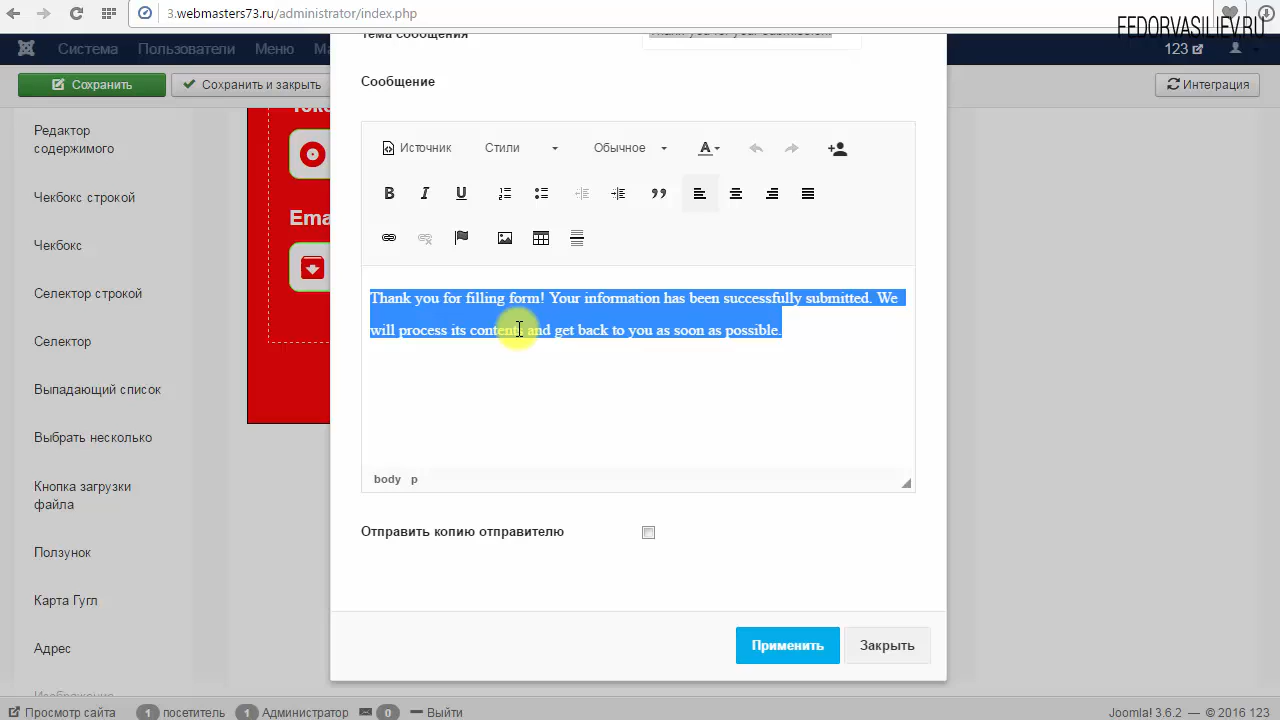 3.webmasters73.ru/administrator/index.php
FEDORVASILIEV.RU
Система Пользователи Меню
123
Сохранить
Сохранить и закрыть
Интеграция
Тема сообщения
Сообщение
Редактор
содержимого
Чекбокс строкой
Чекбокс
Селектор строкой
Селектор
Выпадающий список
Выбрать несколько
Кнопка загрузки
файла
Ползунок
Карта Гугл
Адрес
Изображения
Ema
Источник Стили Обычное
Thank you for filling form! Your information has been successfully submitted. We
will process its content, and get back to you as soon as possible.
body p
Отправить копию отправителю
Применить
Закрыть
Просмотр сайта 1 посетитель 1 Администратор 0 Выйти
Joomla! 3.6.2 — © 2016 123